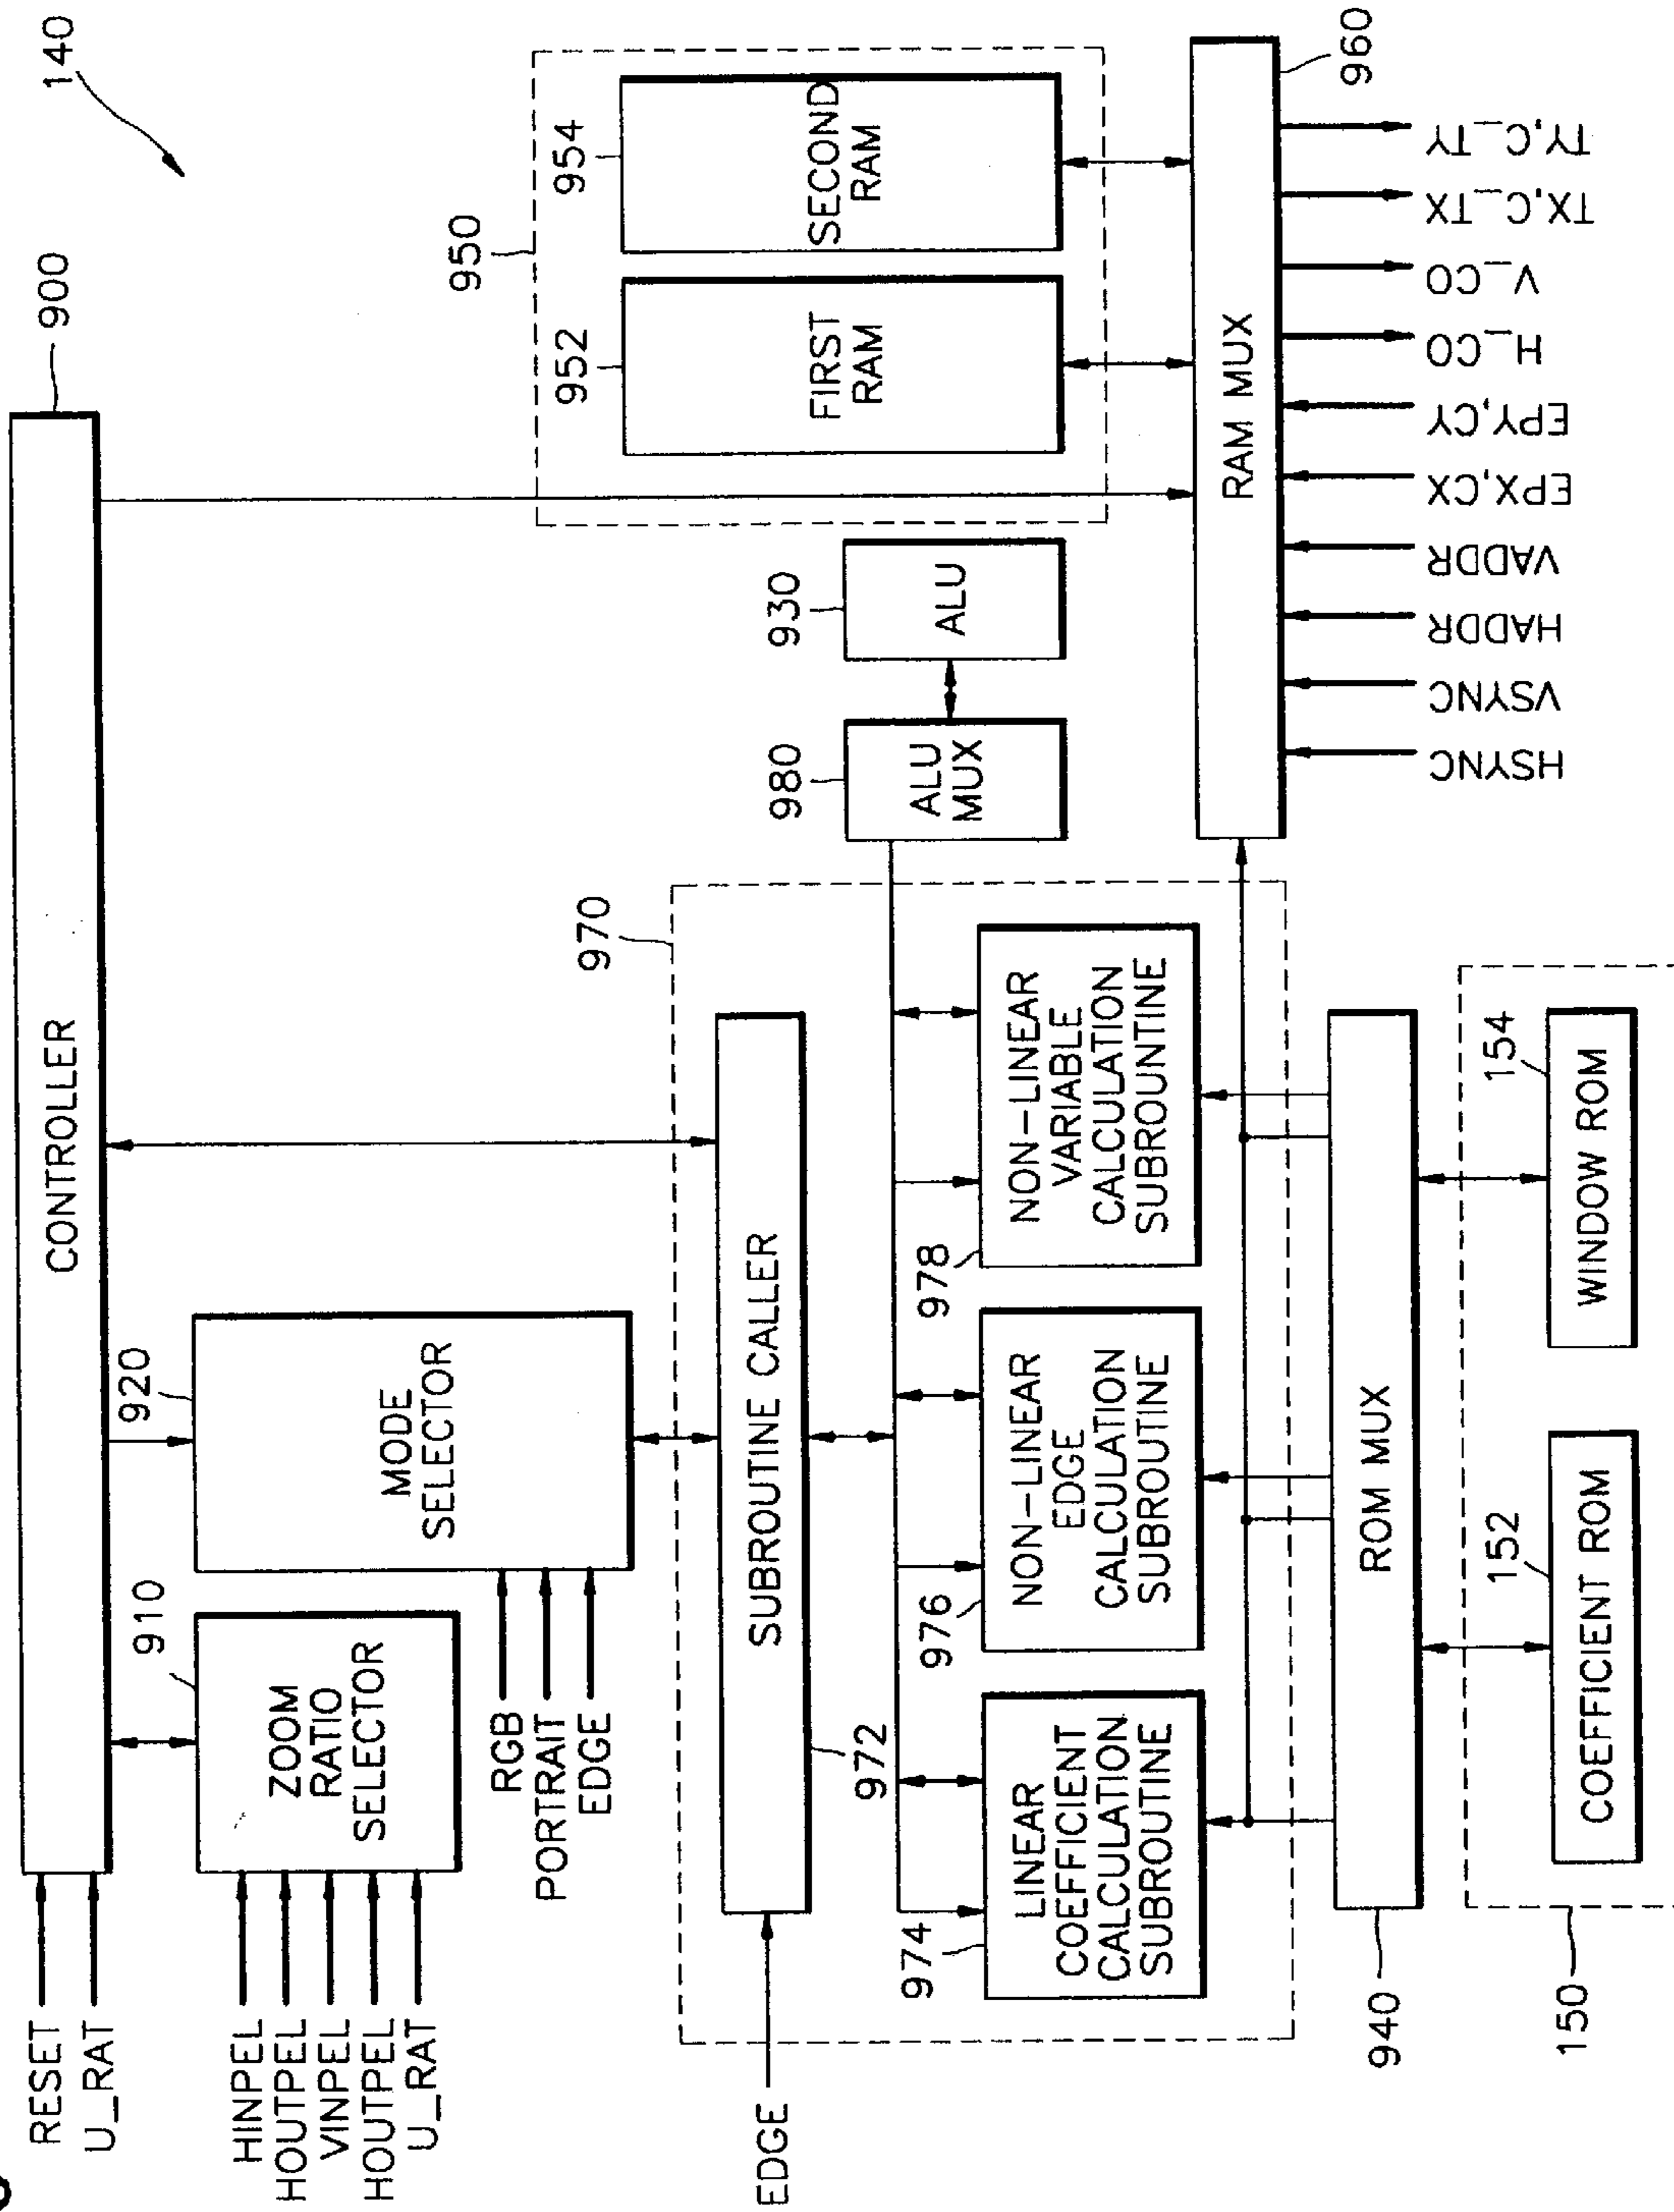 140
RESET
U_RAT
CONTROLLER
900
HINPEL
HOUTPEL
VINPEL
HOUTPEL
U_RAT
910
ZOOM
RATIO
SELECTOR
920
MODE
SELECTOR
RGB
PORTRAIT
EDGE
950
952
FIRST
RAM
954
SECOND
RAM
EDGE
970
SUBROUTINE CALLER
972
980
ALU
MUX
930
ALU
974
LINEAR
COEFFICIENT
CALCULATION
SUBROUTINE
976
NON-LINEAR
EDGE
CALCULATION
SUBROUTINE
978
NON-LINEAR
VARIABLE
CALCULATION
SUBROUNTINE
RAM MUX
960
HSYNC
VSYNC
HADDR
VADDR
EPX,CX
EPY,CY
H_CO
V_CO
TX,C_TX
TY,C_TY
940
ROM MUX
150
152
COEFFICIENT ROM
154
WINDOW ROM